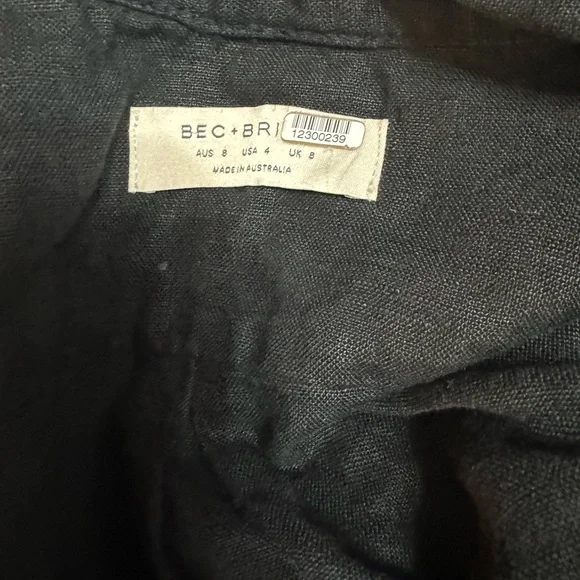 BEC+BRI
12300239
AUS 8 USA 4 UK 8
MADE IN AUSTRALIA